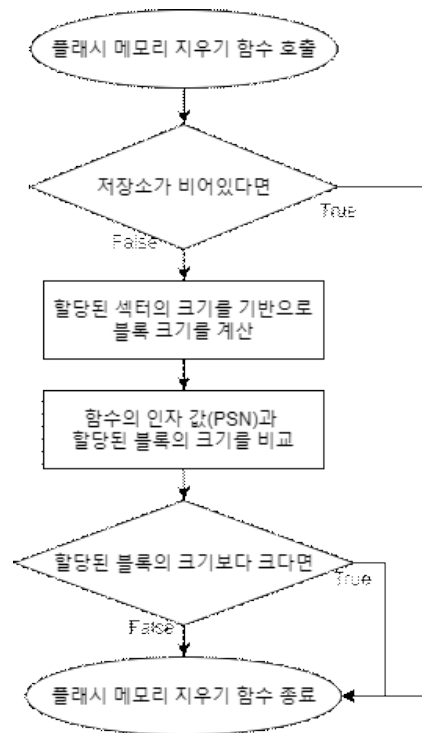 플래시 메모리 지우기 함수 호출
저장소가 비어있다면
True
False
할당된 섹터의 크기를 기반으로
블록 크기를 계산
함수의 인자 값(PSN)과
할당된 블록의 크기를 비교
할당된 블록의 크기보다 크다면
True
False
플래시 메모리 지우기 함수 종료